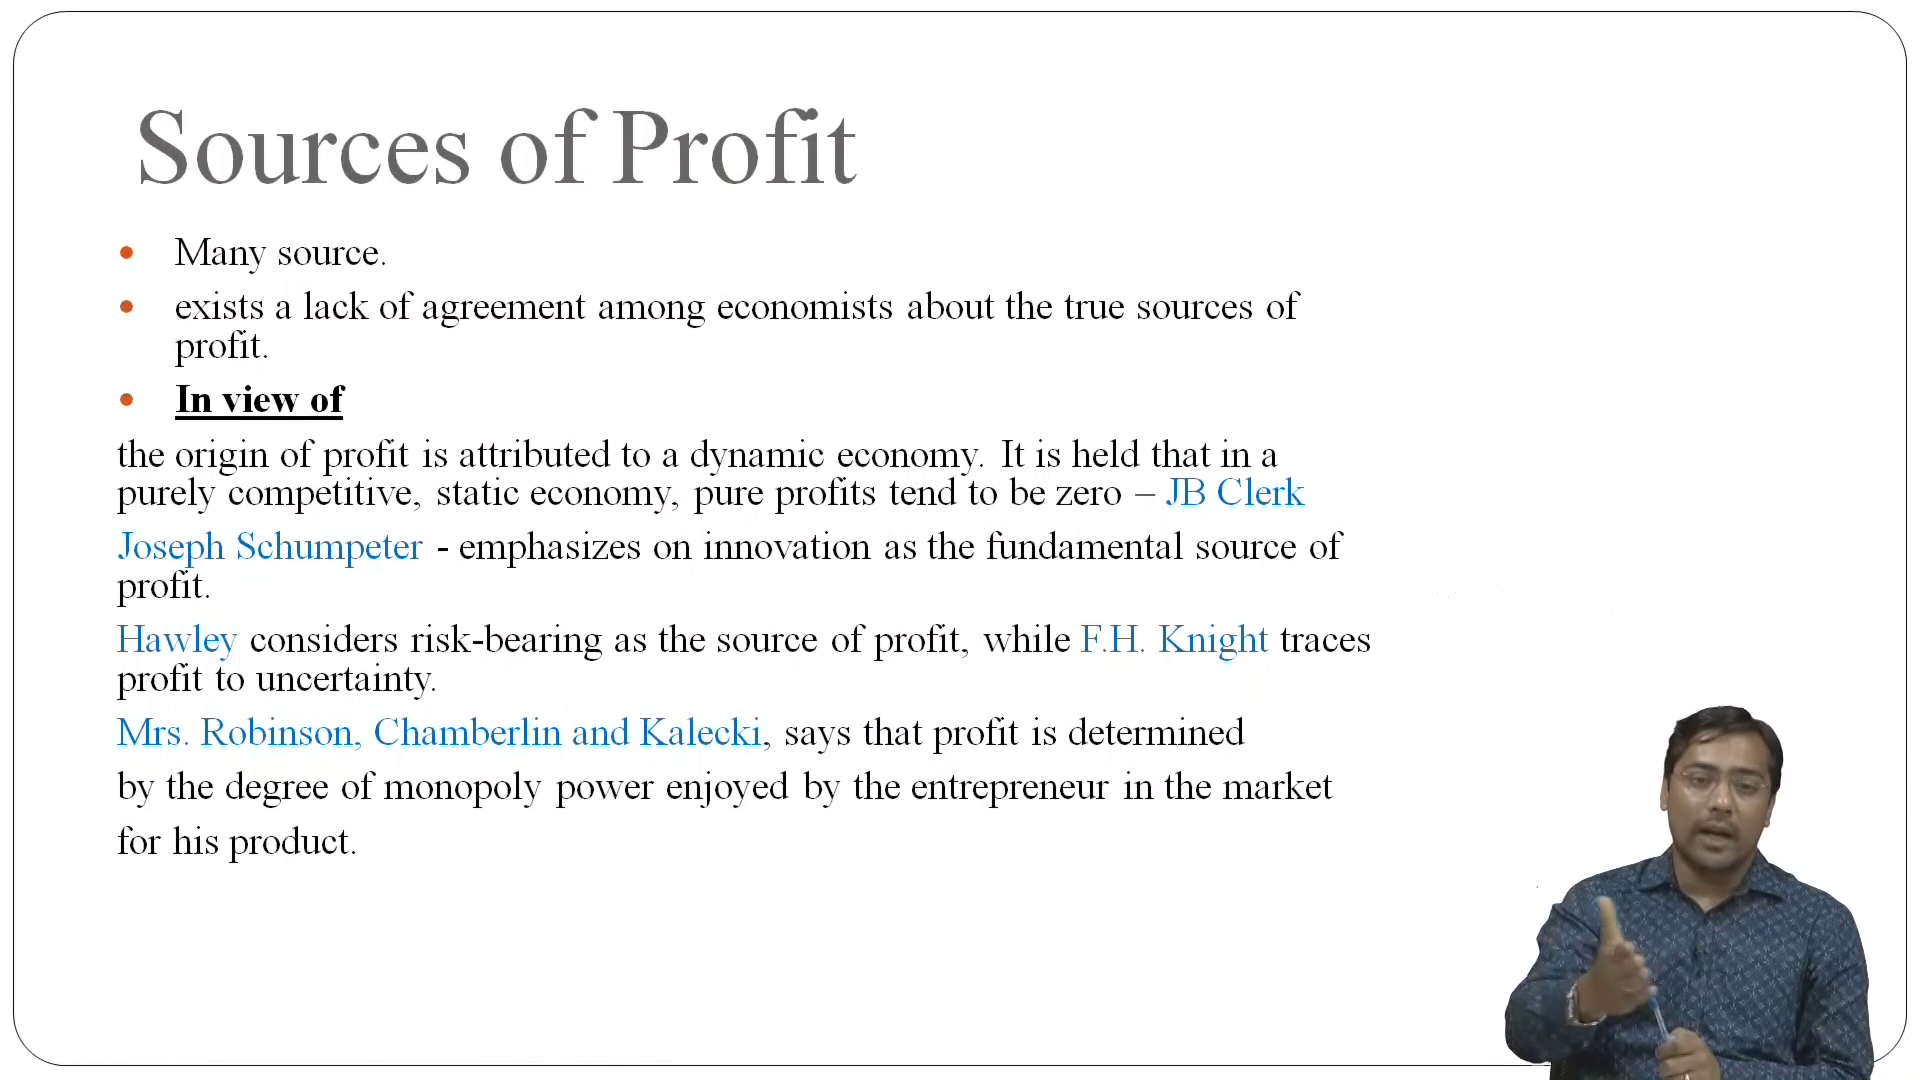 Sources of Profit
Many source.
exists a lack of agreement among economists about the true sources of
profit.
In view of
the origin of profit is attributed to a dynamic economy. It is held that in a
purely competitive, static economy, pure profits tend to be zero – JB Clerk
Joseph Schumpeter - emphasizes on innovation as the fundamental source of
profit.
Hawley considers risk-bearing as the source of profit, while F.H. Knight traces
profit to uncertainty.
Mrs. Robinson, Chamberlin and Kalecki, says that profit is determined
by the degree of monopoly power enjoyed by the entrepreneur in the market
for his product.